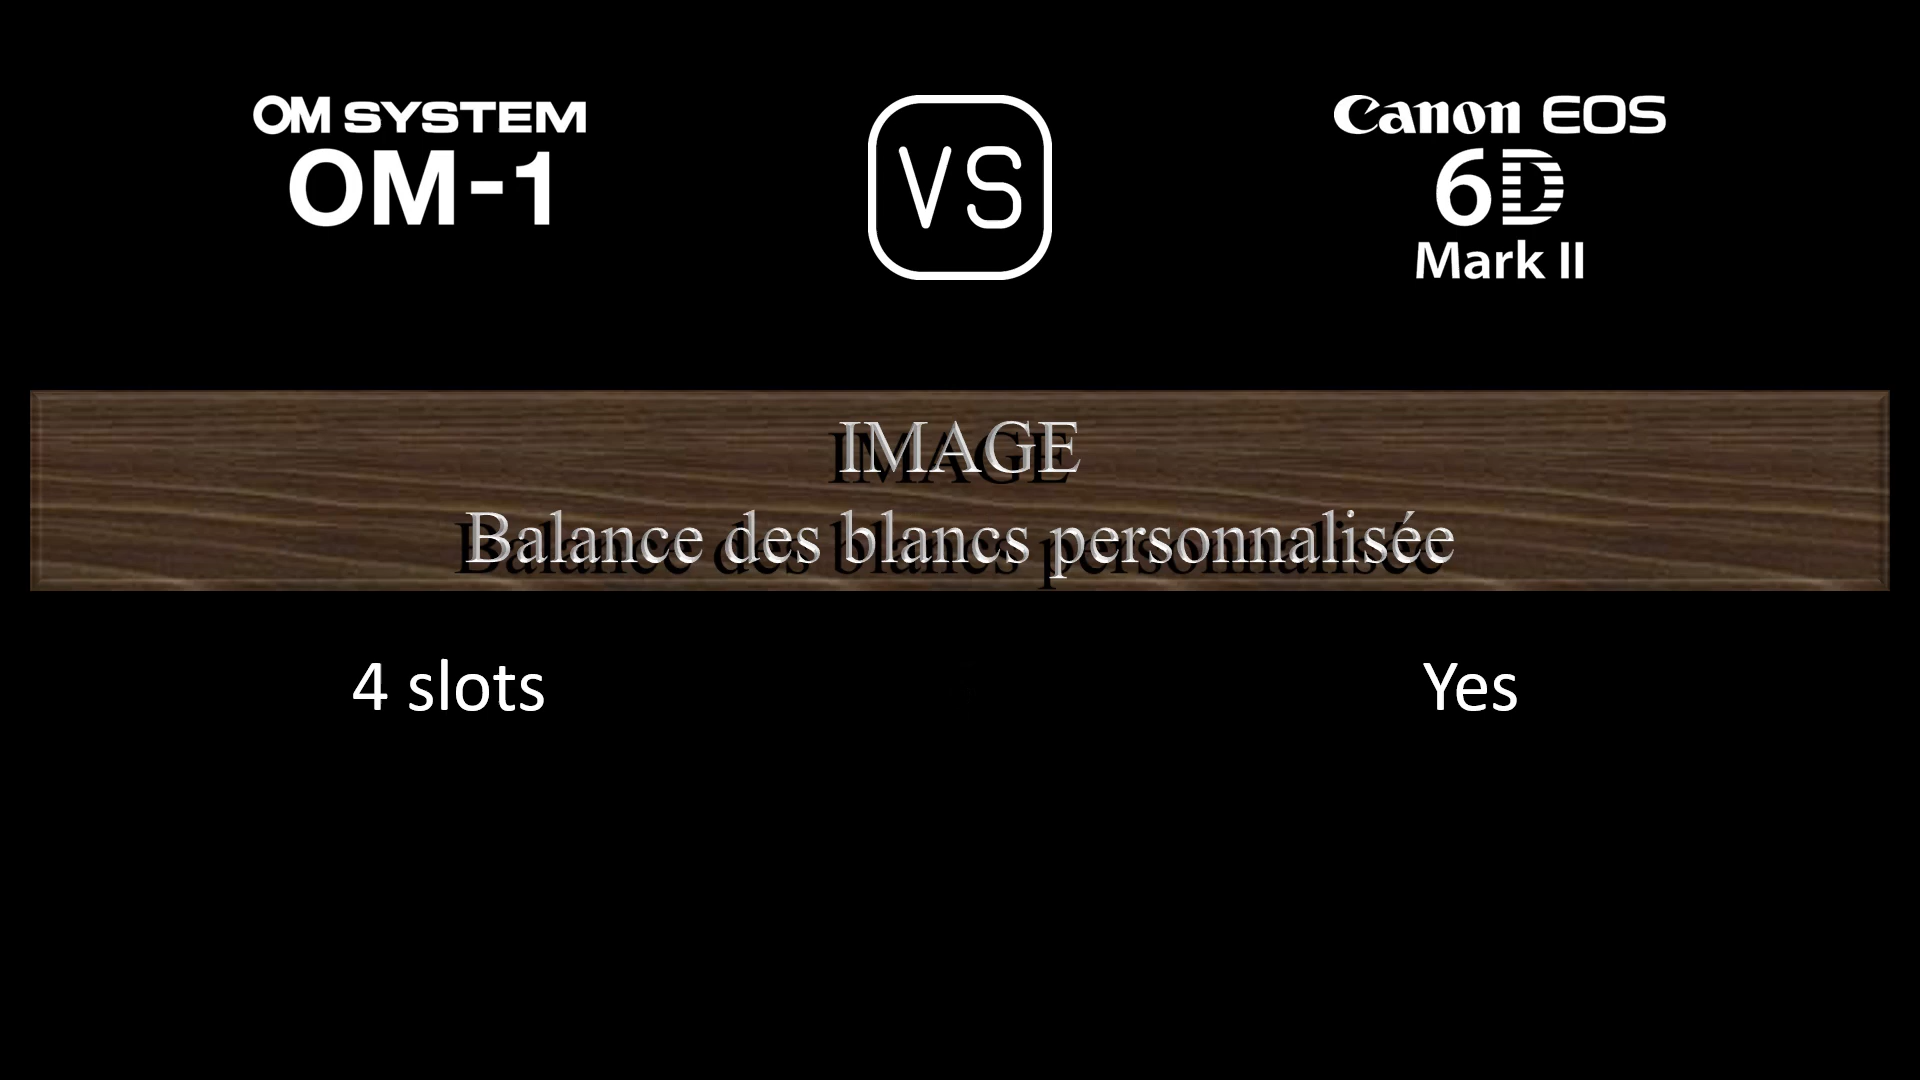 OM SYSTEM
OM-1
VS
Canon EOS
6D
Mark II
IMAGE
Balance des blancs personnalisée
4 slots
Yes